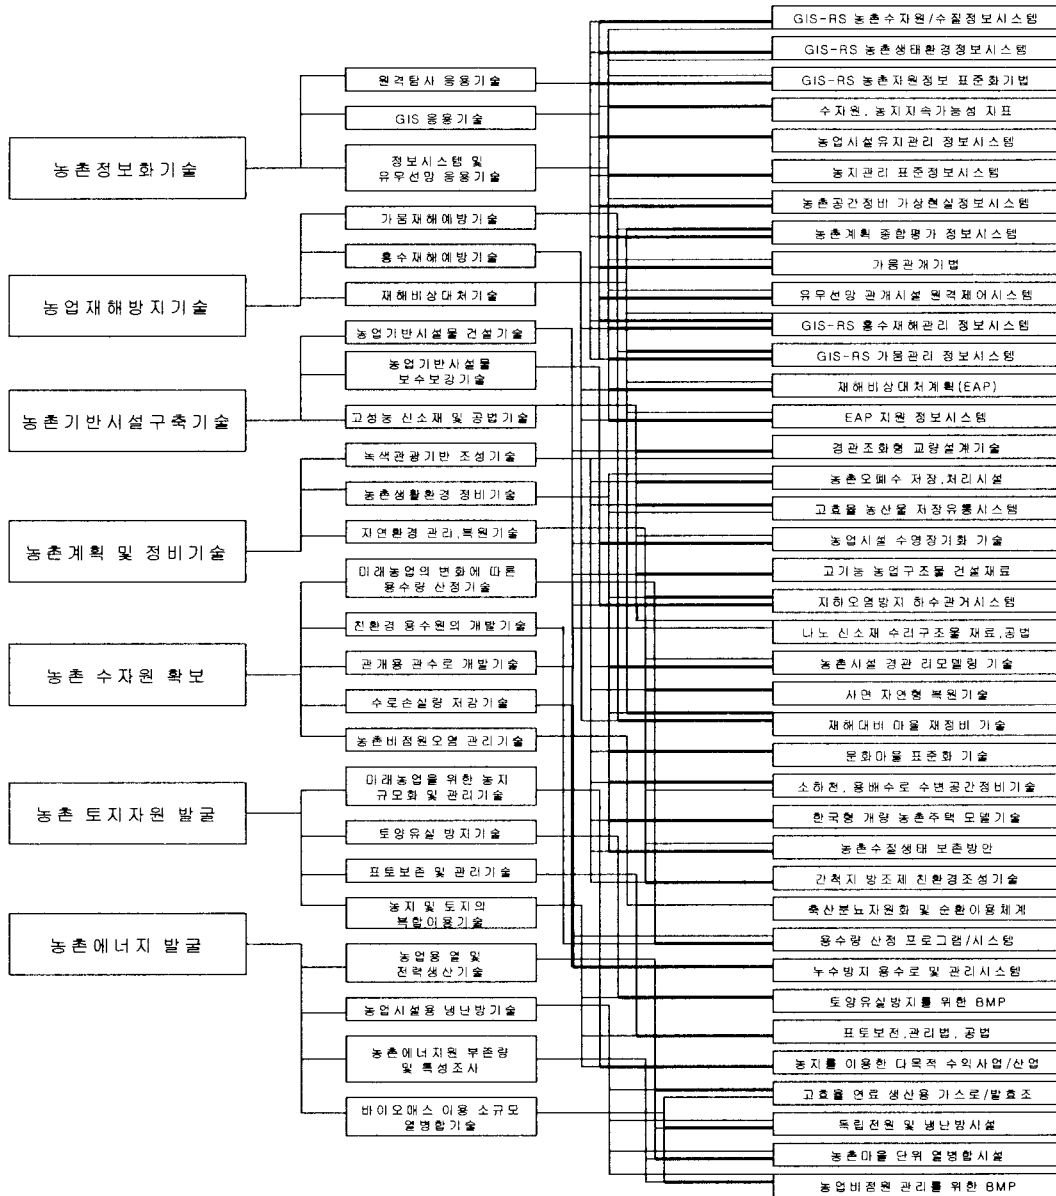 농촌정보화기술
농업재해방지기술
농촌기반시설구축기술
농촌계획 및 정비기술
농촌 수자원 확보
농촌 토지자원 발굴
농촌에너지 발굴
원격탐사 응용기술
GIS 응용기술
정보시스템 및
유무선망 응용기술
가뭄재해예방기술
홍수재해예방기술
재해비상대처기술
농업기반시설물 건설기술
농업기반시설물
보수보강기술
고성능 신소재 및 공법기술
녹색관광기반 조성기술
농촌생활환경 정비기술
자연환경 관리,복원기술
미래농업의 변화에 따른
용수량 산정기술
친환경 용수원의 개발기술
관개용 관수로 개발기술
수로손실량 저감기술
농촌비점원오염 관리기술
미래농업을 위한 농지
규모화 및 관리기술
토양유실 방지기술
표토보존 및 관리기술
농지 및 토지의
복합이용기술
농업용 열 및
전력생산기술
농업시설용 냉난방기술
농촌에너지원 부존량
및 특성조사
바이오매스 이용 소규모
열병합기술
GIS-RS 농촌수자원/수질정보시스템
GIS-RS 농촌생태환경정보시스템
GIS-RS 농촌자원정보 표준화기법
수자원, 농지지속가능성 지표
농업시설유지관리 정보시스템
농지관리 표준정보시스템
농촌공간정비 가상현실정보시스템
농촌계획 종합평가 정보시스템
가뭄관개기법
유무선망 관개시설 원격제어시스템
GIS-RS 홍수재해관리 정보시스템
GIS-RS 가뭄관리 정보시스템
재해비상대처계획(EAP)
EAP 지원 정보시스템
경관조화형 교량설계기술
농촌오폐수 저장,처리시설
고효율 농산물 저장유통시스템
농업시설 수명장기화 기술
고기능 농업구조물 건설재료
지하오염방지 하수관거시스템
나노 신소재 수리구조물 재료,공법
농촌시설 경관 리모델링 기술
사면 자연형 복원기술
재해대비 마을 재정비 기술
문화마을 표준화 기술
소하천, 용배수로 수변공간정비기술
한국형 개량 농촌주택 모델기술
농촌수질생태 보존방안
간척지 방조제 친환경조성기술
축산분뇨자원화 및 순환이용체계
용수량 산정 프로그램/시스템
누수방지 용수로 및 관리시스템
토양유실방지를 위한 BMP
표토보전,관리법, 공법
농지를 이용한 다목적 수익사업/산업
고효율 연료 생산용 가스로/발효조
독립전원 및 냉난방시설
농촌마을 단위 열병합시설
농업비점원 관리를 위한 BMP